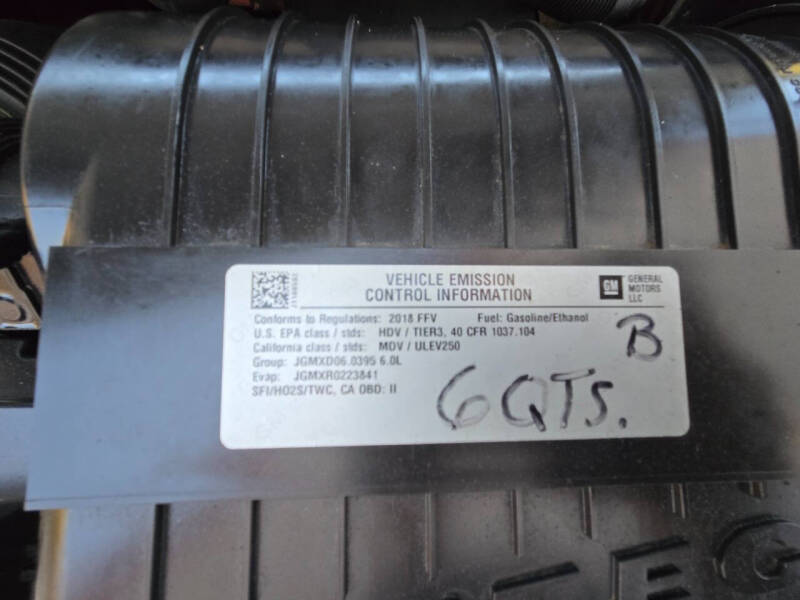 VEHICLE EMISSION
CONTROL INFORMATION
GM
GENERAL
MOTORS
LLC
Conforms to Regulations: 2018 FFV Fuel: Gasoline/Ethanol
U.S. EPA class / stds: HDV / TIER3, 40 CFR 1037.104
California class / stds: MDV / ULEV250
Group: JGMXD06.0395 6.0L
Evap: JGMXR0223841
SFI/HO2S/TWC, CA OBD: II
B
6QTS.